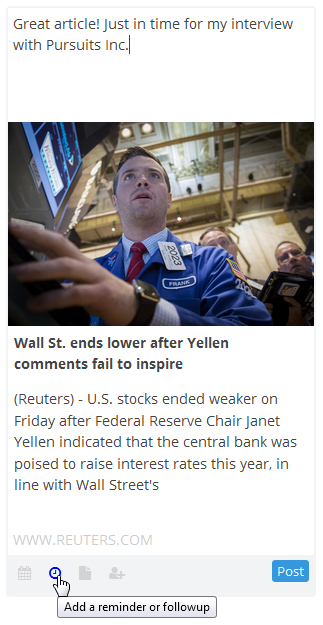 Great article! Just in time for my interview
with Pursuits Inc.
2023
FRANK
Wall St. ends lower after Yellen
comments fail to inspire
(Reuters) - U.S. stocks ended weaker on
Friday after Federal Reserve Chair Janet
Yellen indicated that the central bank was
poised to raise interest rates this year, in
line with Wall Street's
WWW.REUTERS.COM
Post
Add a reminder or followup